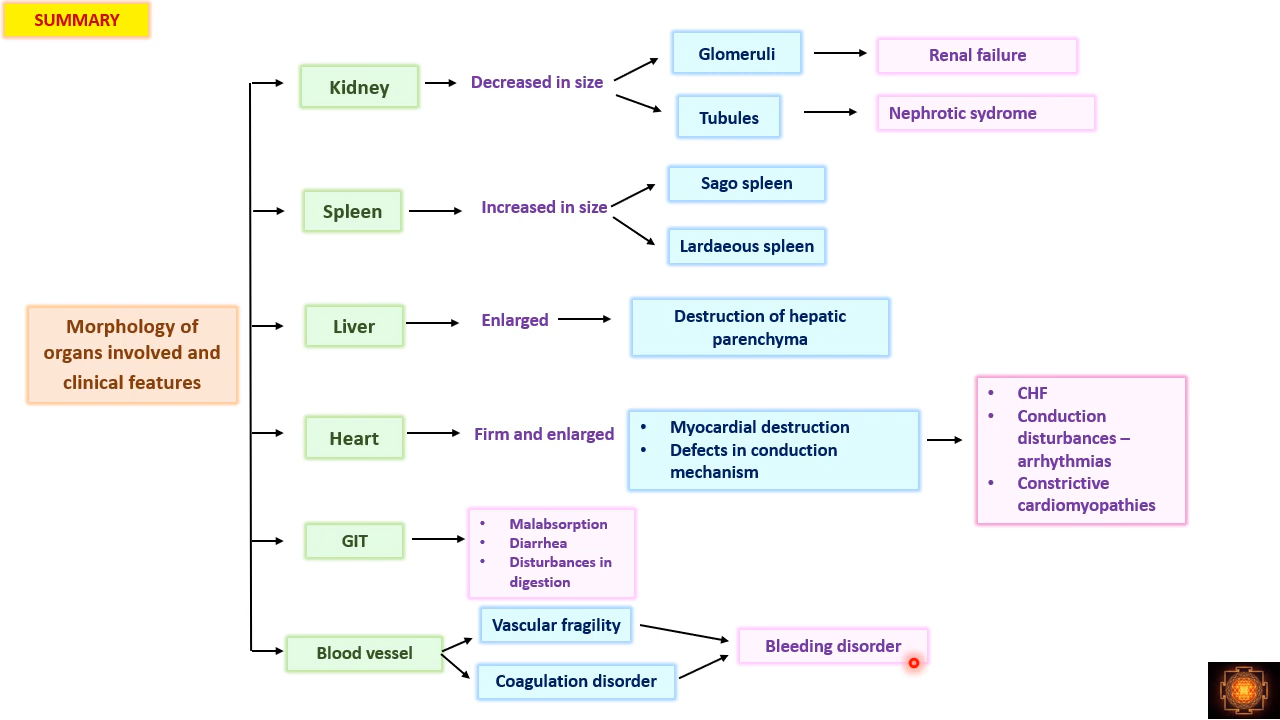 SUMMARY
Morphology of
organs involved and
clinical features
Kidney
Decreased in size
Glomeruli
Renal failure
Tubules
Nephrotic sydrome
Spleen
Increased in size
Sago spleen
Lardaeous spleen
Liver
Enlarged
Destruction of hepatic
parenchyma
Heart
Firm and enlarged
• Myocardial destruction
• Defects in conduction
mechanism
• CHF
• Conduction
disturbances –
arrhythmias
• Constrictive
cardiomyopathies
GIT
• Malabsorption
• Diarrhea
• Disturbances in
digestion
Blood vessel
Vascular fragility
Coagulation disorder
Bleeding disorder